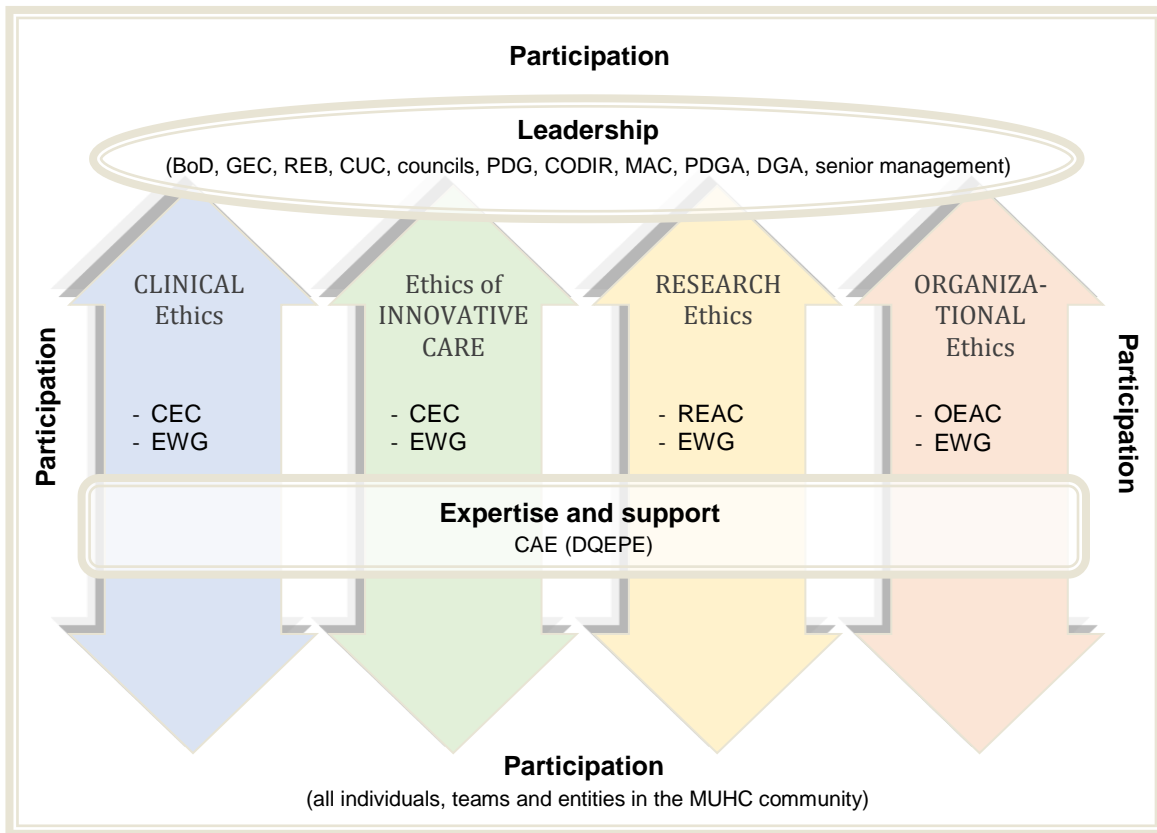 Participation
Leadership
(BoD, GEC, REB, CUC, councils, PDG, CODIR, MAC, PDGA, DGA, senior management)
CLINICAL
Ethics
- CEC
- EWG
Ethics of
INNOVATIVE
CARE
- CEC
- EWG
RESEARCH
Ethics
- REAC
- EWG
ORGANIZA-
TIONAL
Ethics
- OEAC
- EWG
Participation
Participation
Expertise and support
CAE (DQEPE)
Participation
(all individuals, teams and entities in the MUHC community)